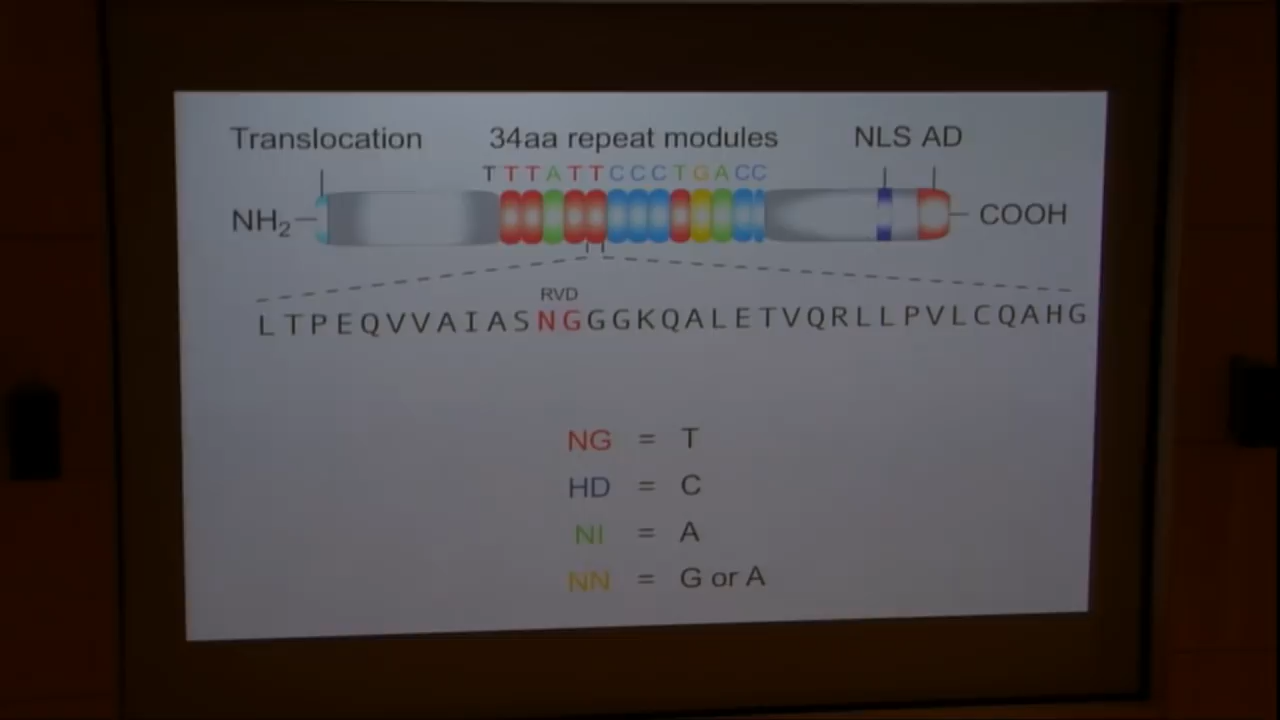 Translocation 34aa repeat modules NLS AD
T T T A T T C C C T G A C C
NH₂ COOH
RVD
L T P E Q V V A I A S N G G G K Q A L E T V Q R L L P V L C Q A H G
NG = T
HD = C
NI = A
NN = G or A